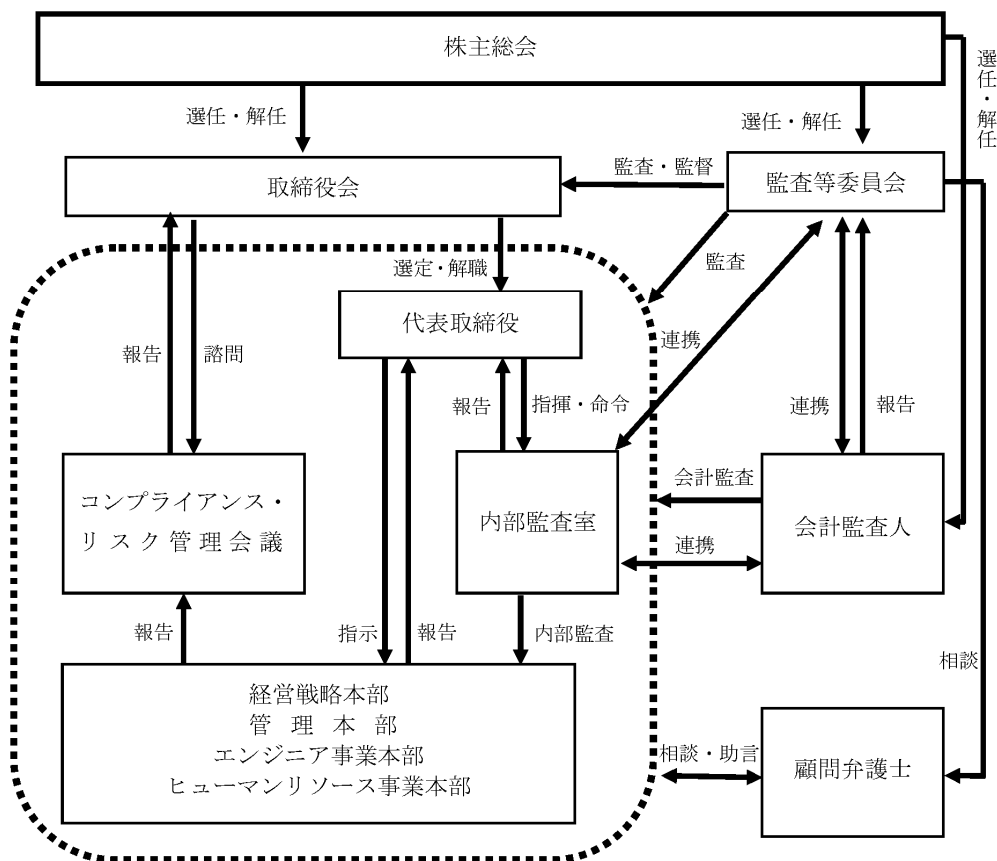 株主総会
選任・解任
選任・解任
選任・解任
取締役会
監査・監督
監査等委員会
選定・解職
監査
代表取締役
報告
諮問
連携
報告
指揮・命令
連携
報告
コンプライアンス・
リスク管理会議
内部監査室
会計監査
会計監査人
連携
報告
指示
報告
内部監査
相談
経営戦略本部
管理本部
エンジニア事業本部
ヒューマンリソース事業本部
相談・助言
顧問弁護士